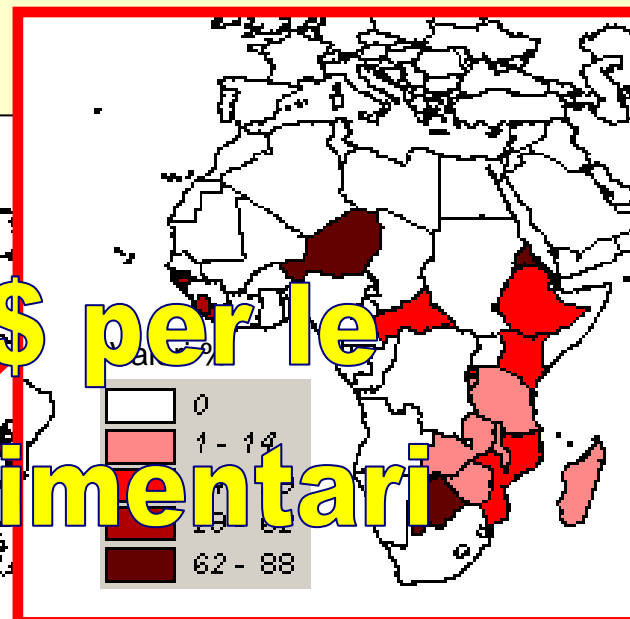 $ per le
0
1 - 14
imentari
62 - 88